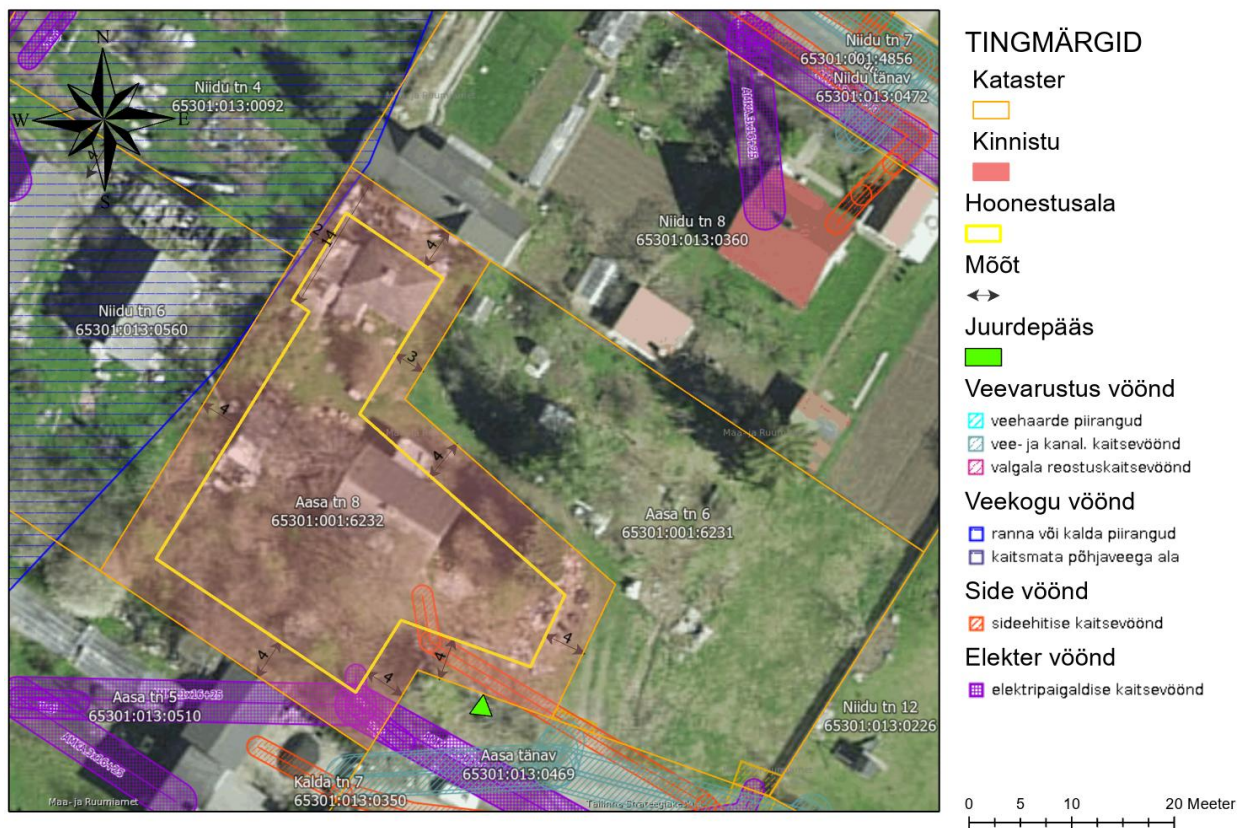 N
W
E
S
Niidu tn 4
65301:013:0092
Niidu tn 7
65301:001:4856
Niidu tänav
65301:013:0472
Niidu tn 8
65301:013:0360
Niidu tn 6
65301:013:0560
2
14
4
4
3
4
4
Aasa tn 8
65301:001:6232
Aasa tn 6
65301:001:6231
4
4
4
4
Aasa tn 5
65301:013:0510
Niidu tn 12
65301:013:0226
Aasa tänav
65301:013:0469
Kalda tn 7
65301:013:0350
Maa- ja Ruumiamet
TINGMÄRGID
Kataster
Kinnistu
Hoonestusala
Mõõt
Juurdepääs
Veevarustus vöönd
veehaarde piirangud
vee- ja kanal. kaitsevöönd
valgala reostuskaitsevöönd
Veekogu vöönd
ranna või kalda piirangud
kaitsmata põhjaveega ala
Side vöönd
sideehitise kaitsevöönd
Elekter vöönd
elektripaigaldise kaitsevöönd
0 5 10 20 Meeter